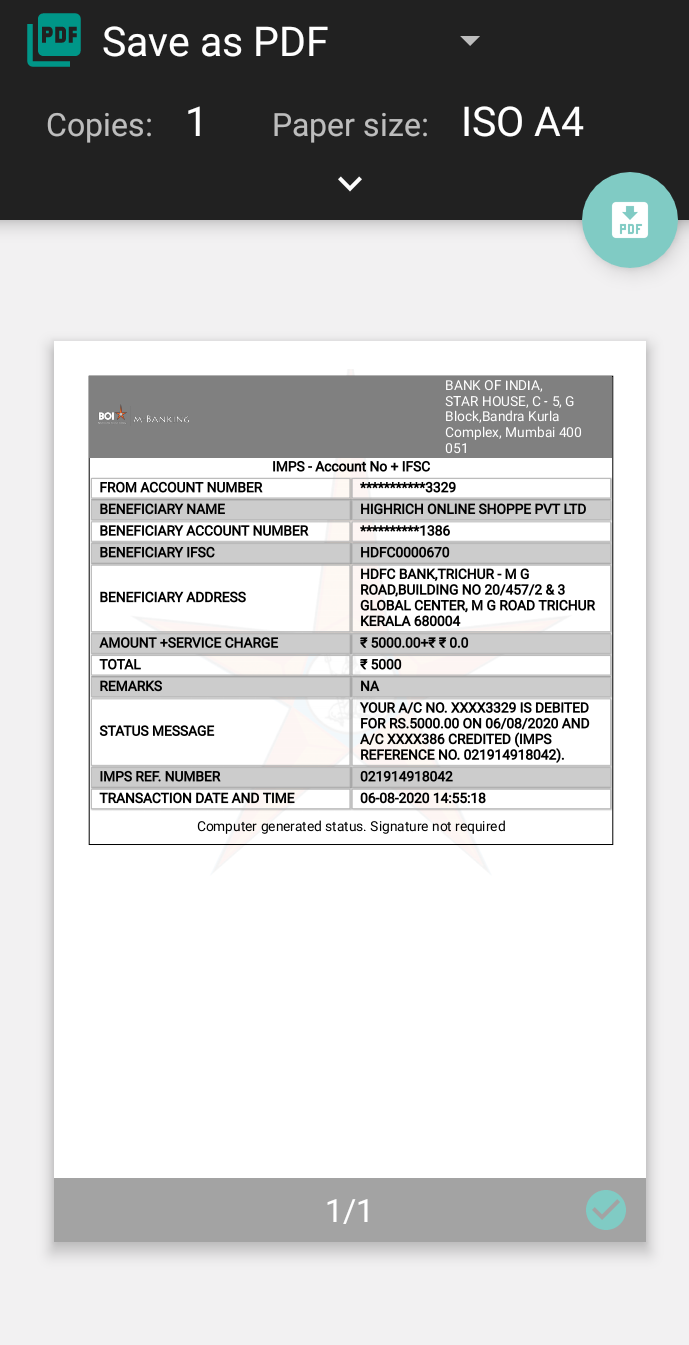 PDF
Save as PDF
Copies: 1 Paper size: ISO A4
PDF
BANK OF INDIA,
STAR HOUSE, C - 5, G
Block,Bandra Kurla
Complex, Mumbai 400
051
BOI M BANKING
IMPS - Account No + IFSC
FROM ACCOUNT NUMBER ***********3329
BENEFICIARY NAME HIGHRICH ONLINE SHOPPE PVT LTD
BENEFICIARY ACCOUNT NUMBER **********1386
BENEFICIARY IFSC HDFC0000670
BENEFICIARY ADDRESS HDFC BANK,TRICHUR - M G
ROAD,BUILDING NO 20/457/2 & 3
GLOBAL CENTER, M G ROAD TRICHUR
KERALA 680004
AMOUNT +SERVICE CHARGE ₹ 5000.00+₹ ₹ 0.0
TOTAL ₹ 5000
REMARKS NA
STATUS MESSAGE YOUR A/C NO. XXXX3329 IS DEBITED
FOR RS.5000.00 ON 06/08/2020 AND
A/C XXXX386 CREDITED (IMPS
REFERENCE NO. 021914918042).
IMPS REF. NUMBER 021914918042
TRANSACTION DATE AND TIME 06-08-2020 14:55:18
Computer generated status. Signature not required
1/1